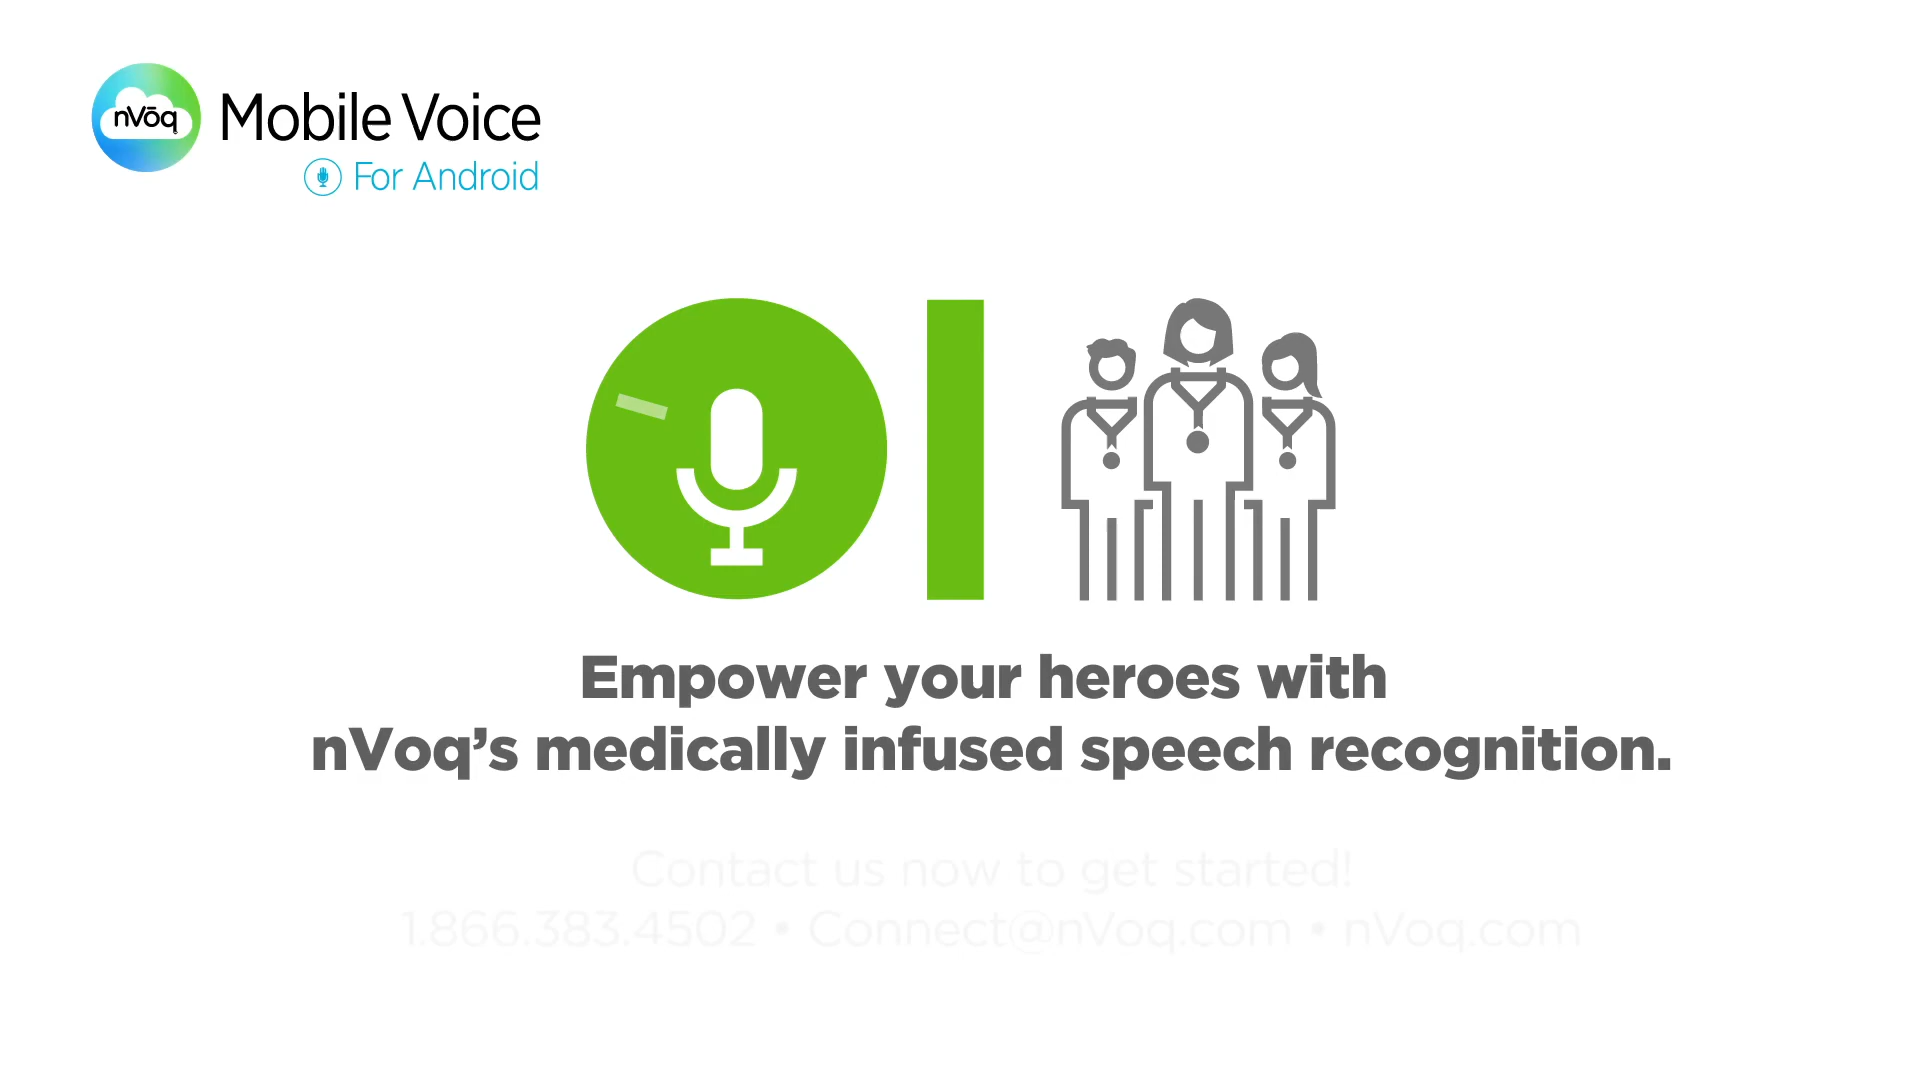 nVōq
Mobile Voice
For Android
Empower your heroes with
nVoq’s medically infused speech recognition.
Contact us now to get started!
1.866.383.4502 • Connect@nVoq.com • nVoq.com